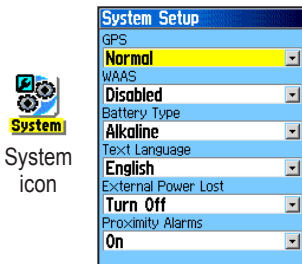 System
System
icon
System Setup
GPS
Normal
WAAS
Disabled
Battery Type
Alkaline
Text Language
English
External Power Lost
Turn Off
Proximity Alarms
On